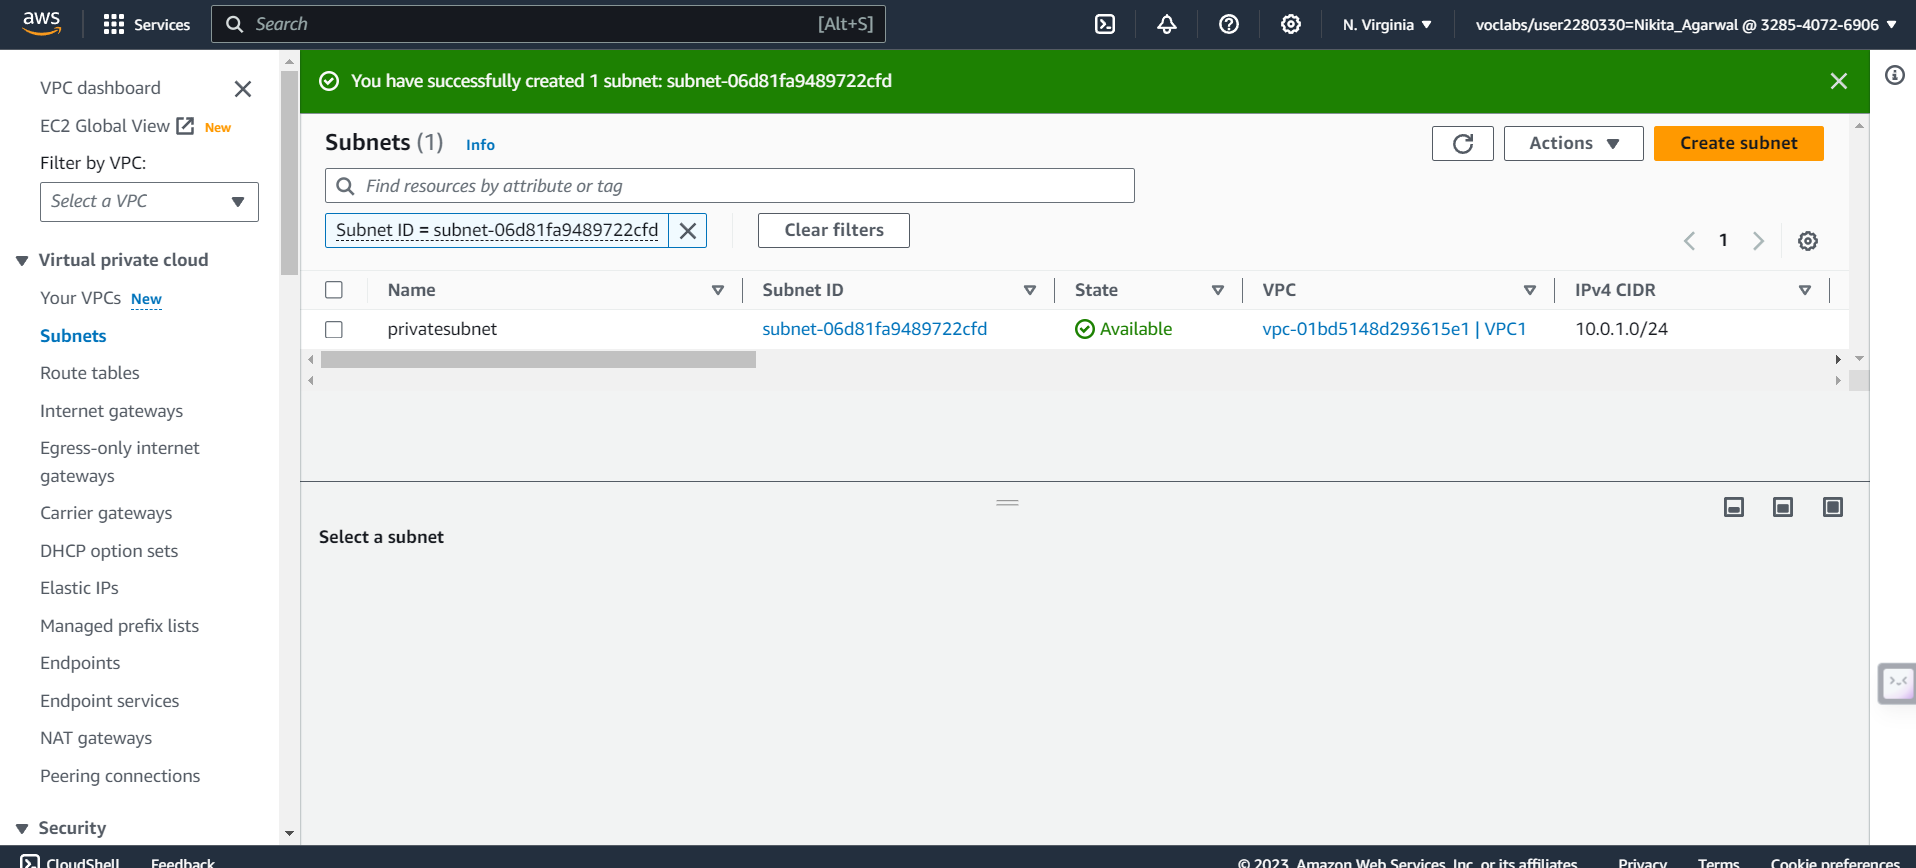 aws
Services
Search [Alt+S]
N. Virginia
voclabs/user2280330=Nikita_Agarwal @ 3285-4072-6906
VPC dashboard
EC2 Global View New
Filter by VPC:
Select a VPC
Virtual private cloud
Your VPCs New
Subnets
Route tables
Internet gateways
Egress-only internet
gateways
Carrier gateways
DHCP option sets
Elastic IPs
Managed prefix lists
Endpoints
Endpoint services
NAT gateways
Peering connections
Security
You have successfully created 1 subnet: subnet-06d81fa9489722cfd
Subnets (1) Info
Actions
Create subnet
Find resources by attribute or tag
Subnet ID = subnet-06d81fa9489722cfd
Clear filters
1
Name Subnet ID State VPC IPv4 CIDR
privatesubnet subnet-06d81fa9489722cfd Available vpc-01bd5148d293615e1 | VPC1 10.0.1.0/24
Select a subnet
CloudShell Feedback © 2023, Amazon Web Services, Inc. or its affiliates. Privacy Terms Cookie preferences